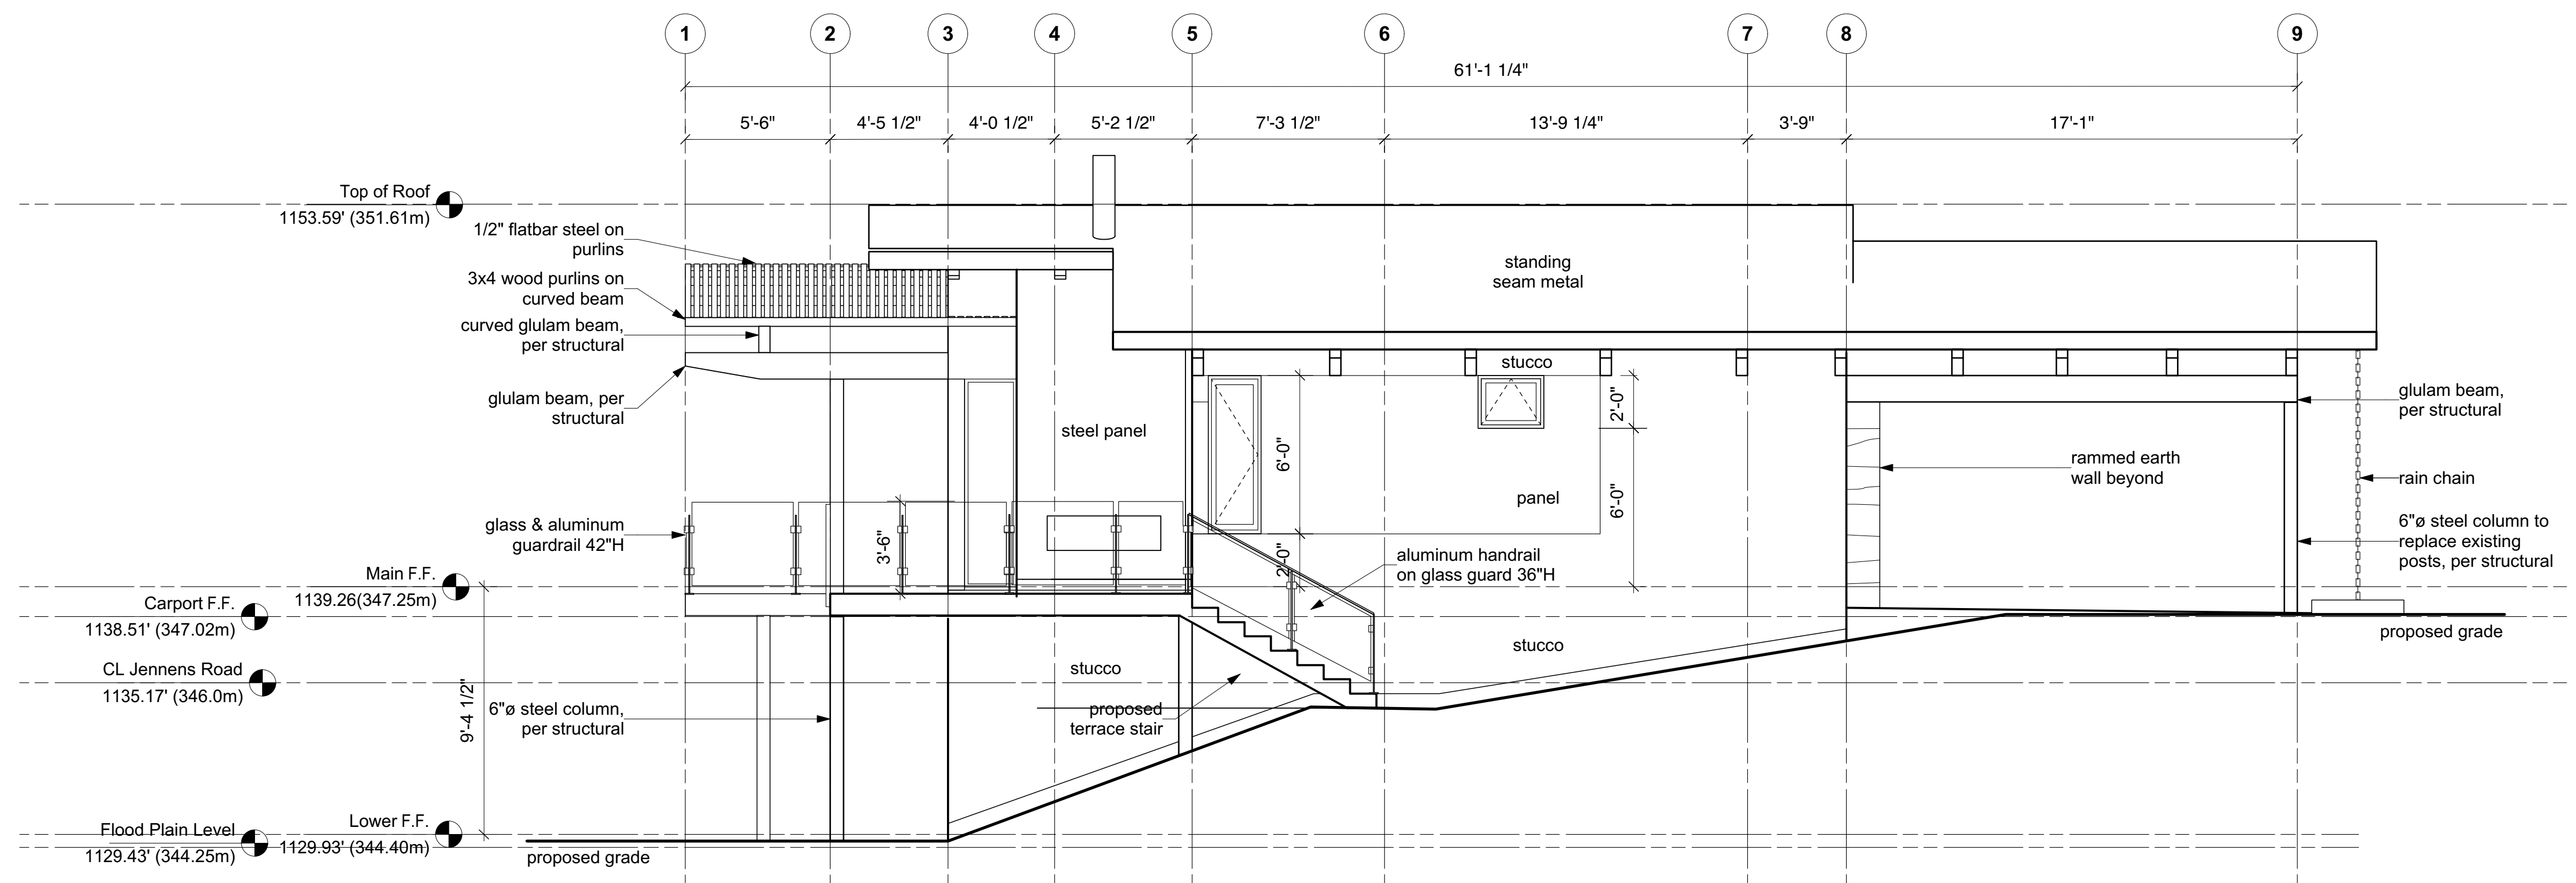 1 2 3 4 5 6 7 8 9
61'-1 1/4"
5'-6" 4'-5 1/2" 4'-0 1/2" 5'-2 1/2" 7'-3 1/2" 13'-9 1/4" 3'-9" 17'-1"
Top of Roof
1153.59' (351.61m)
1/2" flatbar steel on
purlins
3x4 wood purlins on
curved beam
curved glulam beam,
per structural
glulam beam, per
structural
glass & aluminum
guardrail 42"H
Main F.F.
1139.26(347.25m)
Carport F.F.
1138.51' (347.02m)
CL Jennens Road
1135.17' (346.0m)
9'-4 1/2"
6"ø steel column,
per structural
Flood Plain Level
1129.43' (344.25m)
Lower F.F.
1129.93' (344.40m)
proposed grade
standing
seam metal
stucco
steel panel
3'-6"
6'-0"
2'-0"
2'-0"
6'-0"
panel
aluminum handrail
on glass guard 36"H
stucco
stucco
proposed
terrace stair
rammed earth
wall beyond
glulam beam,
per structural
rain chain
6"ø steel column to
replace existing
posts, per structural
proposed grade